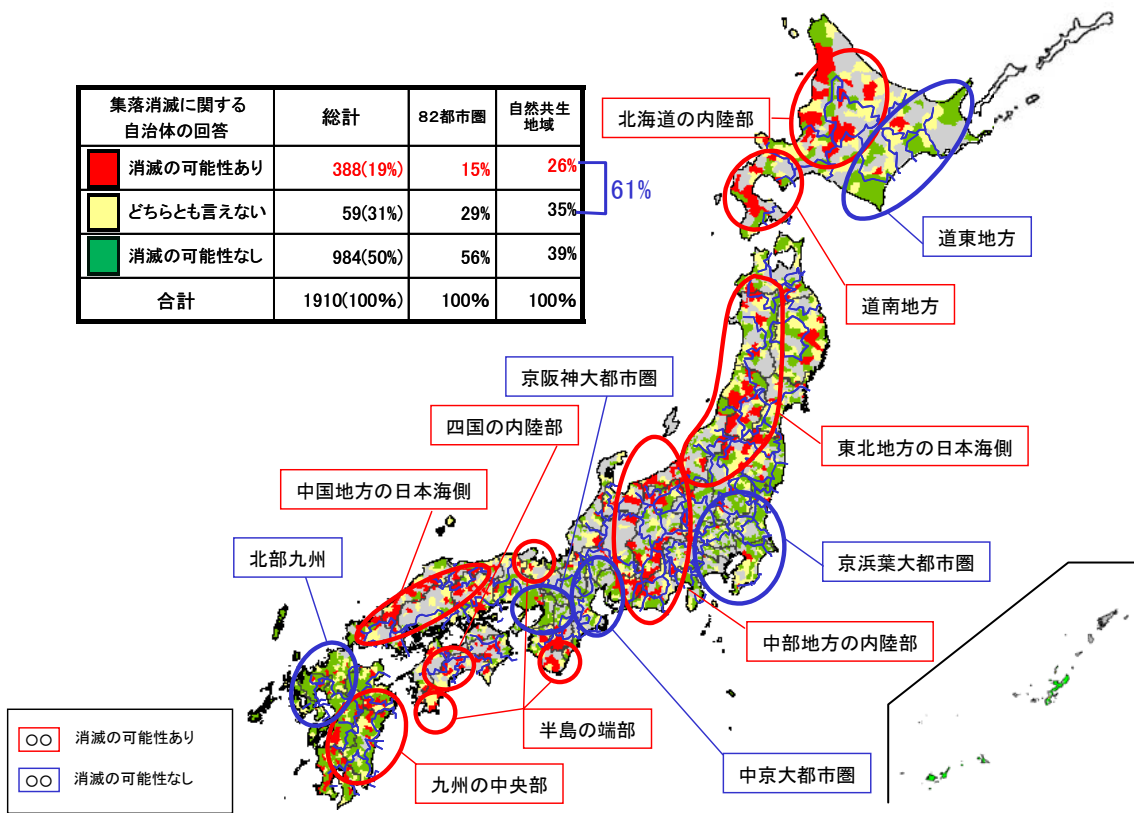 集落消滅に関する
自治体の回答
総計
82都市圏
自然共生
地域
消滅の可能性あり
388(19%)
15%
26%
どちらとも言えない
59(31%)
29%
35%
消滅の可能性なし
984(50%)
56%
39%
合計
1910(100%)
100%
100%
61%
北海道の内陸部
道東地方
道南地方
京阪神大都市圏
四国の内陸部
東北地方の日本海側
中国地方の日本海側
北部九州
京浜葉大都市圏
中部地方の内陸部
半島の端部
中京大都市圏
九州の中央部
○○ 消滅の可能性あり
○○ 消滅の可能性なし